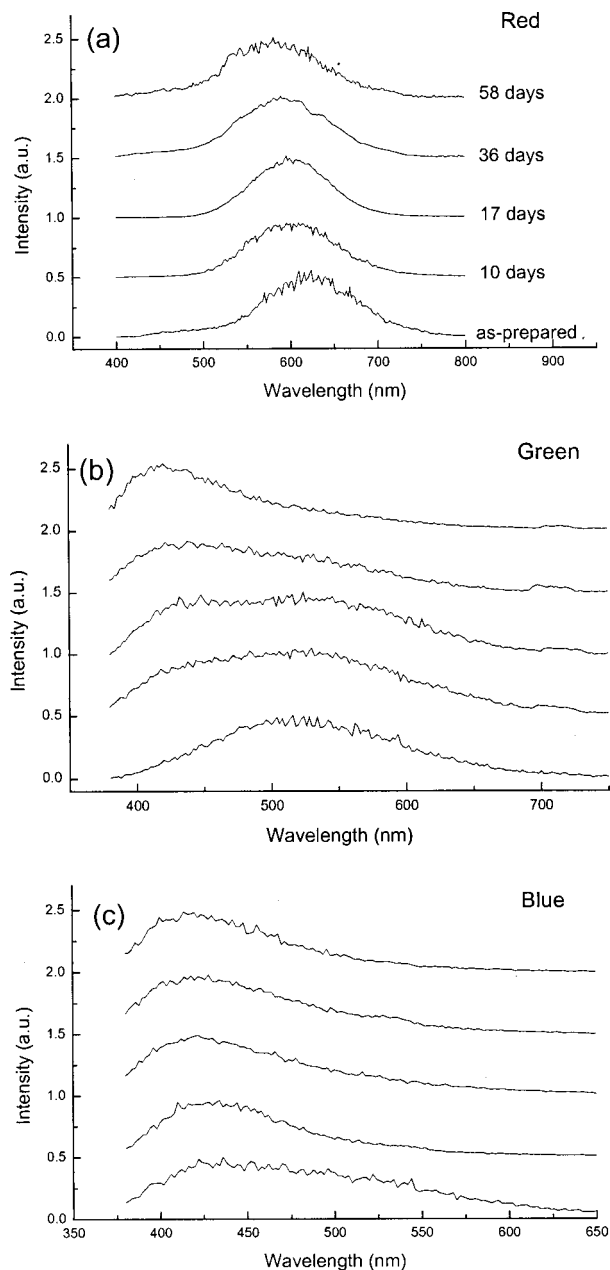 (a)
Red
2.5
2.0
1.5
1.0
0.5
0.0
Intensity (a.u.)
58 days
36 days
17 days
10 days
as-prepared
400 500 600 700 800 900
Wavelength (nm)
(b)
Green
2.5
2.0
1.5
1.0
0.5
0.0
Intensity (a.u.)
400 500 600 700
Wavelength (nm)
(c)
Blue
2.5
2.0
1.5
1.0
0.5
0.0
Intensity (a.u.)
350 400 450 500 550 600 650
Wavelength (nm)